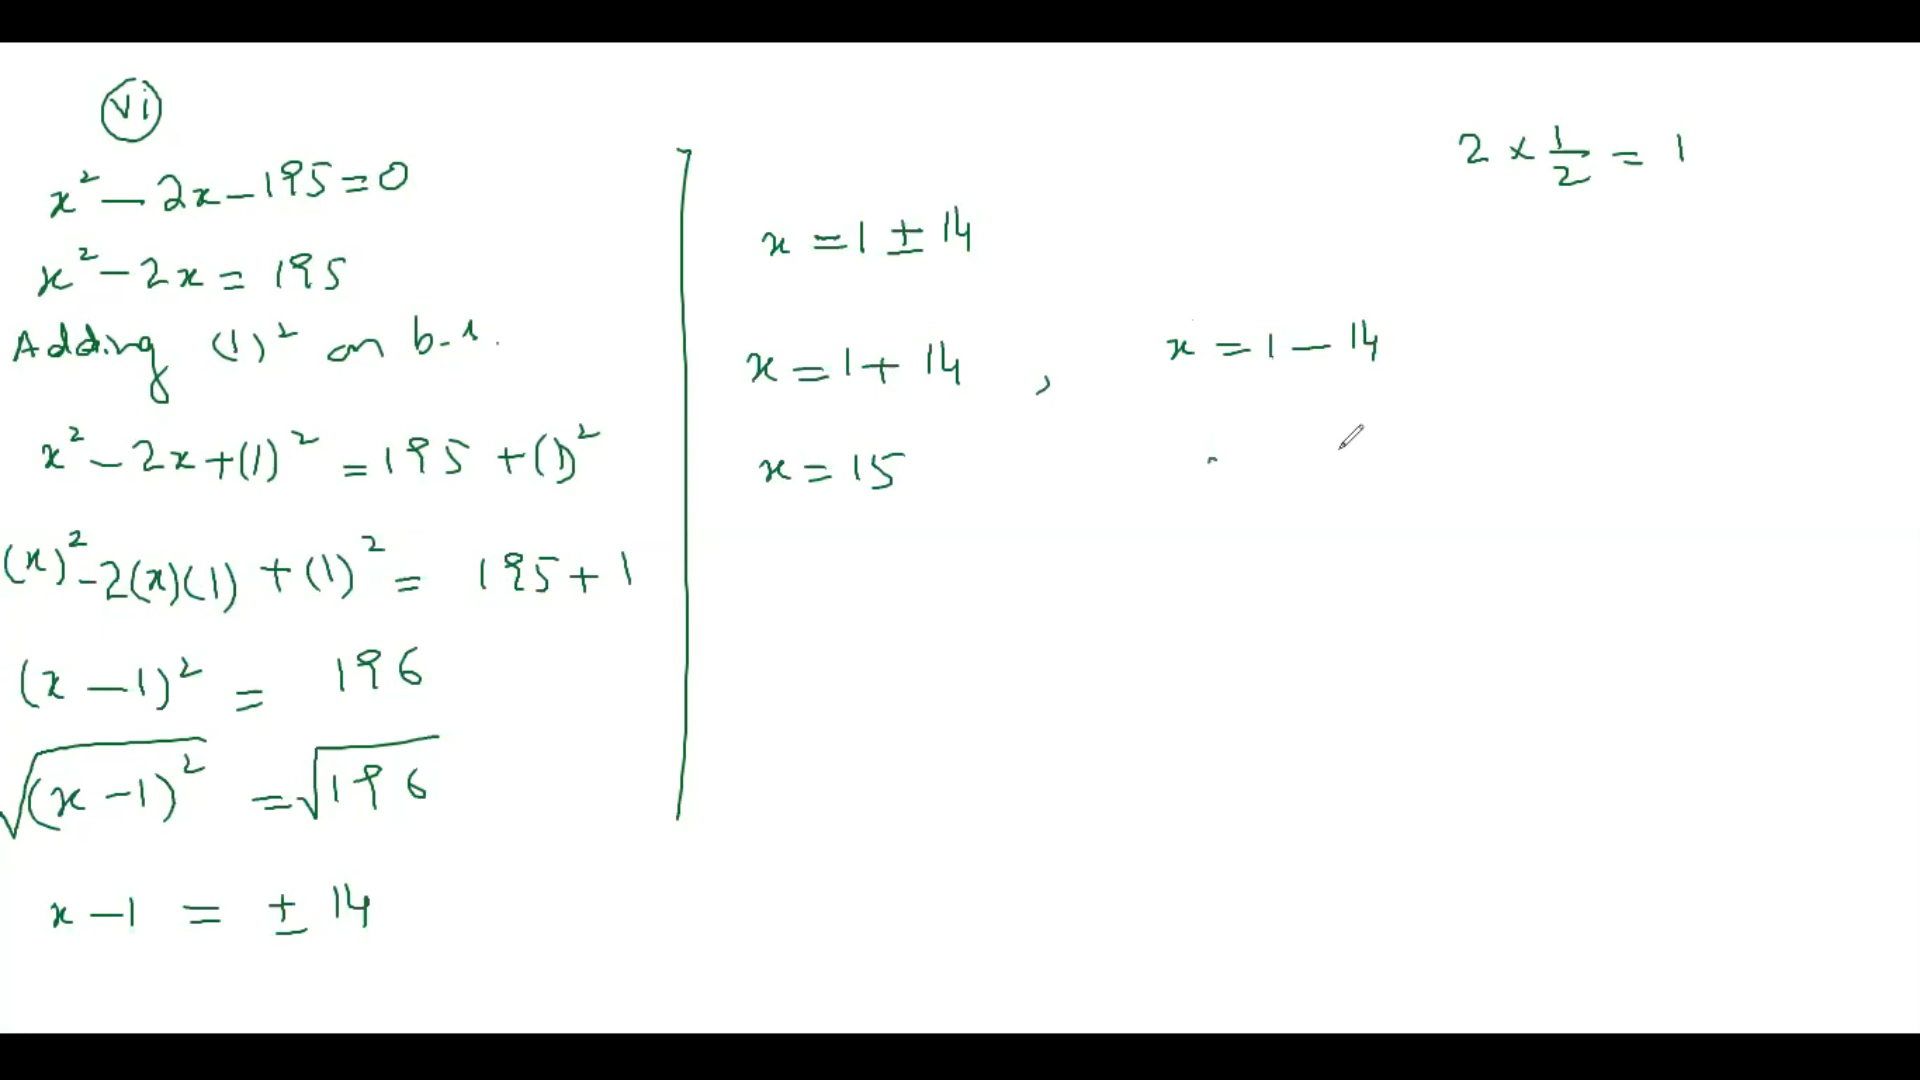 vi
x² - 2x - 195 = 0
x² - 2x = 195
Adding (1)² on b.s.
x² - 2x + (1)² = 195 + (1)²
(x)² - 2(x)(1) + (1)² = 195 + 1
(x - 1)² = 196
√(x - 1)² = √196
x - 1 = ± 14
x = 1 ± 14
x = 1 + 14 , x = 1 - 14
x = 15
2 × 1/2 = 1